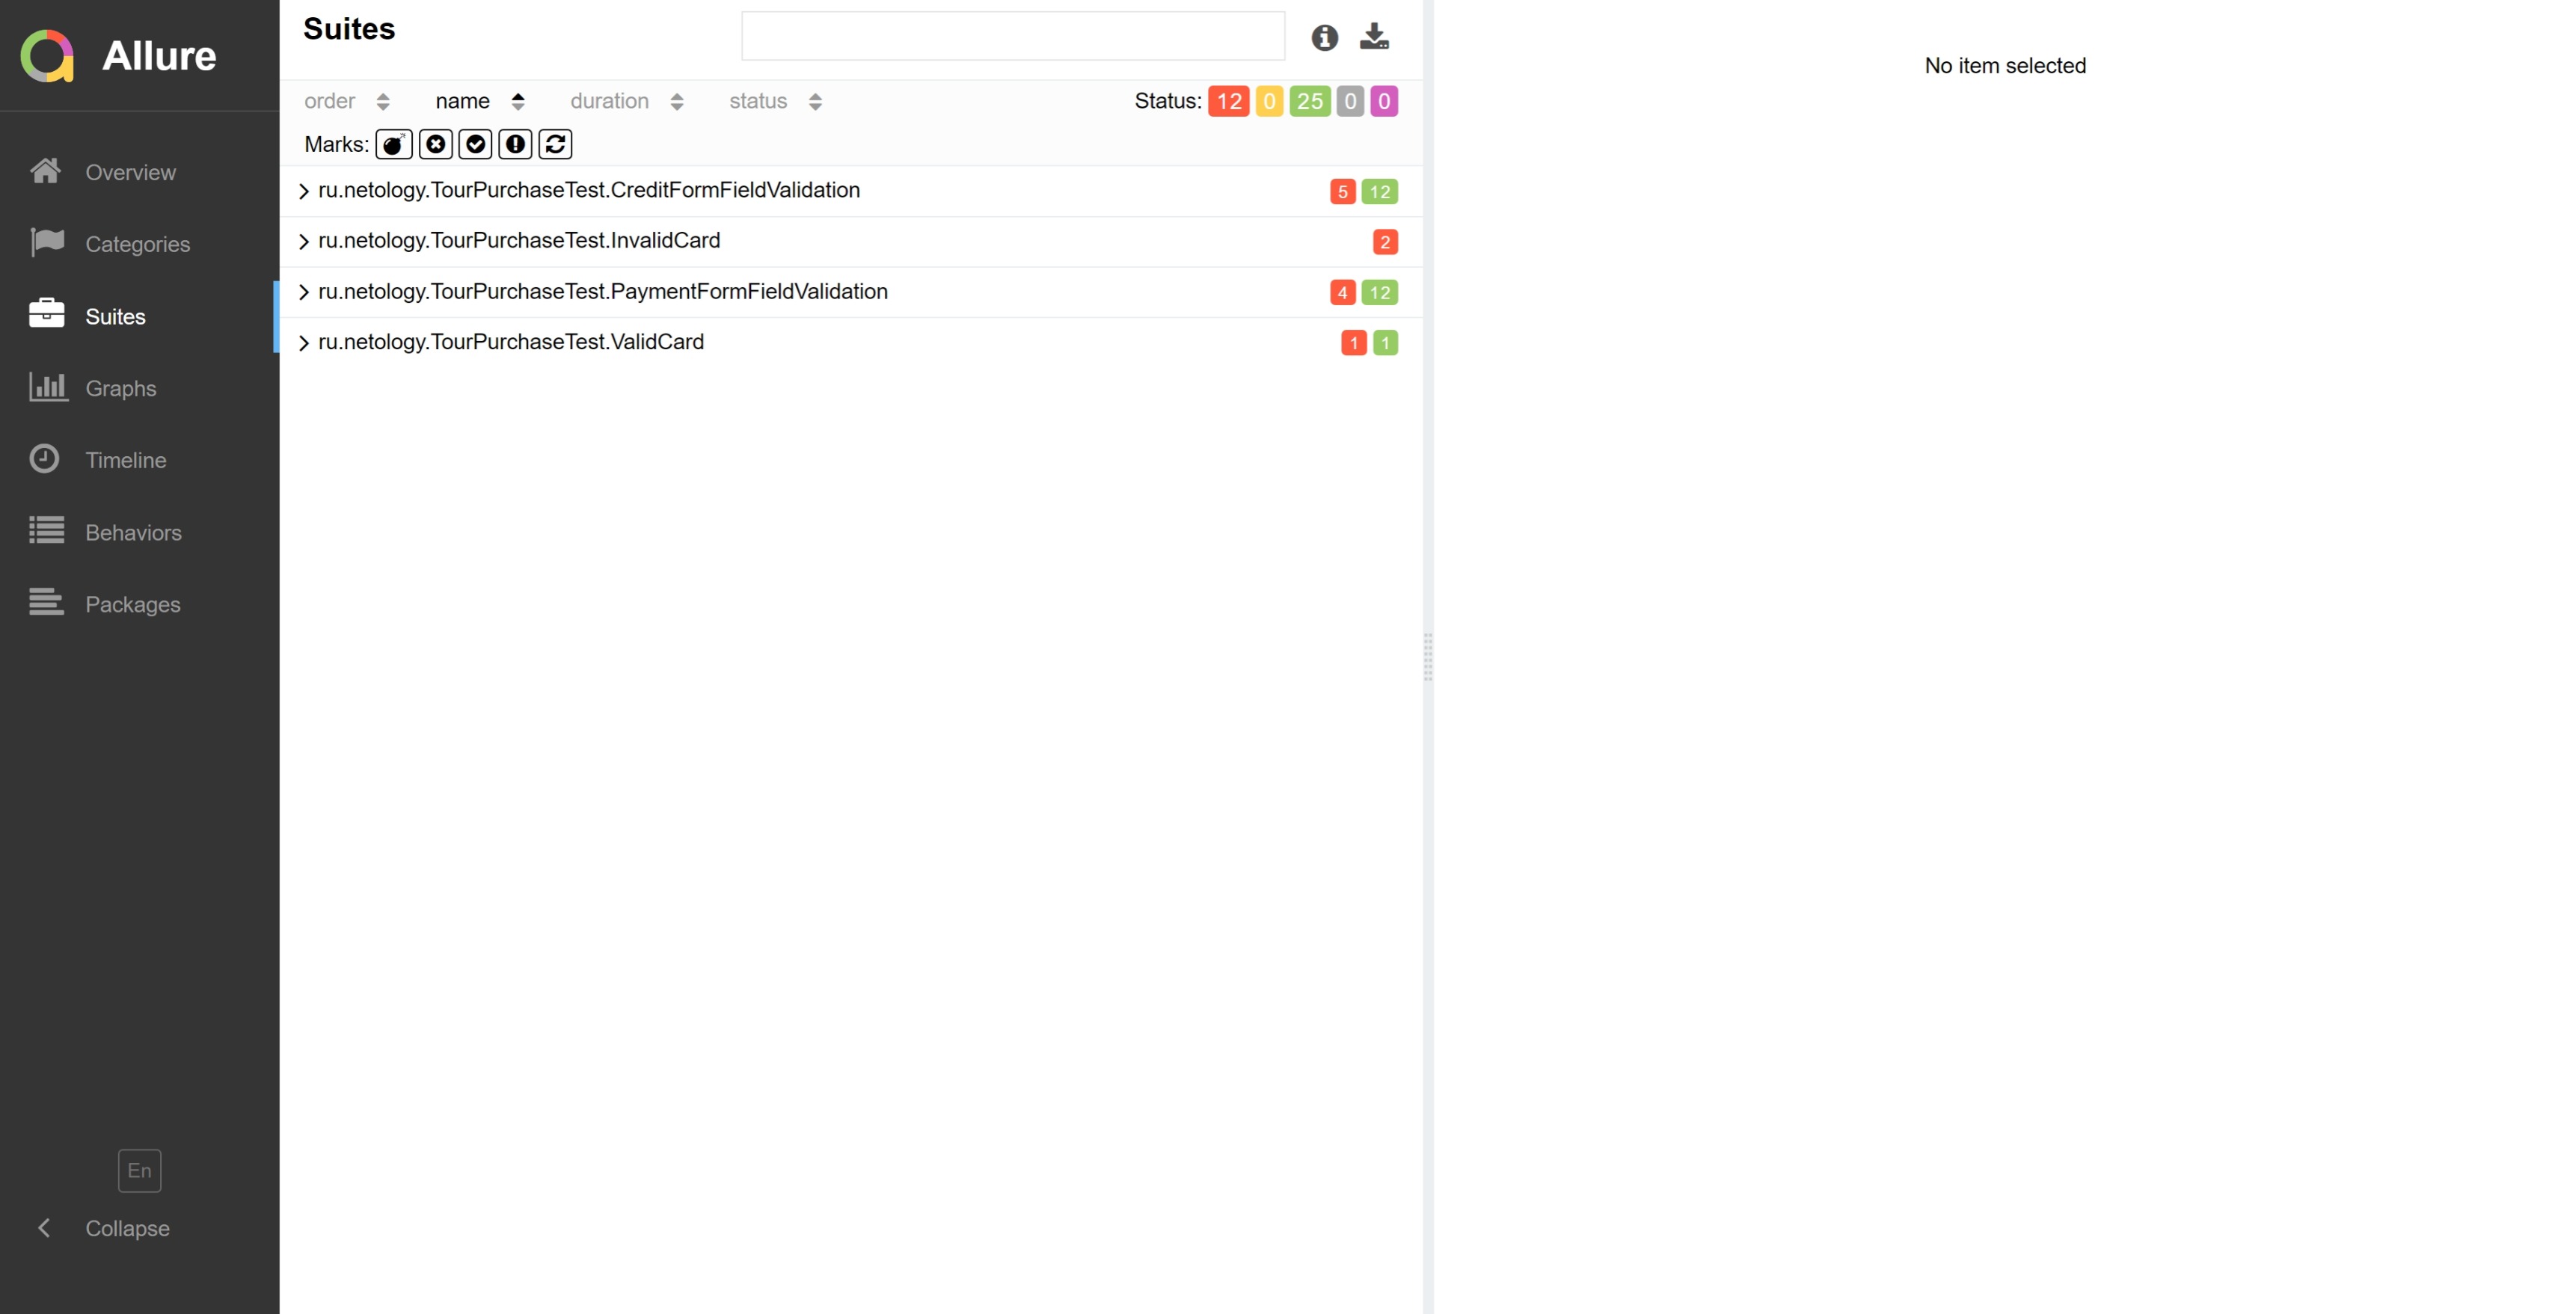 Allure
Overview
Categories
Suites
Graphs
Timeline
Behaviors
Packages
En
Collapse
Suites
order name duration status Status: 12 0 25 0 0
Marks:
ru.netology.TourPurchaseTest.CreditFormFieldValidation 5 12
ru.netology.TourPurchaseTest.InvalidCard 2
ru.netology.TourPurchaseTest.PaymentFormFieldValidation 4 12
ru.netology.TourPurchaseTest.ValidCard 1 1
No item selected